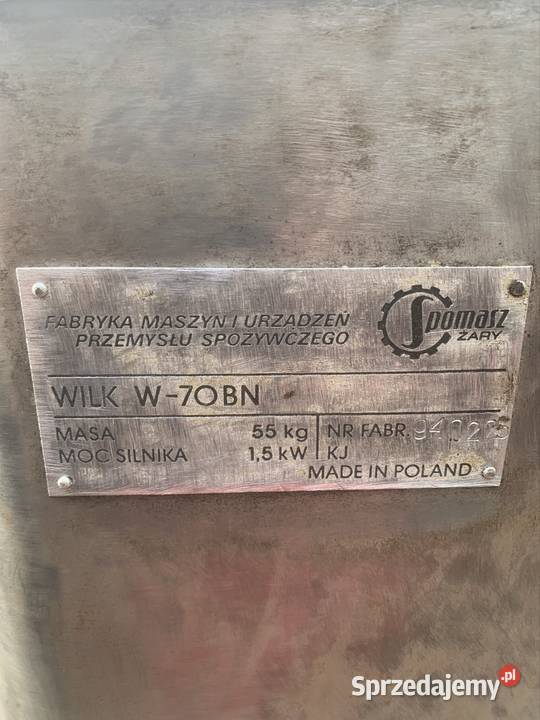 FABRYKA MASZYN I URZĄDZEŃ
PRZEMYSŁU SPOŻYWCZEGO
Spomasz
ŻARY
WILK W-70BN
MASA 55 kg
MOC SILNIKA 1,5 kW
NR FABR.
KJ
MADE IN POLAND
Sprzedajemy.pl